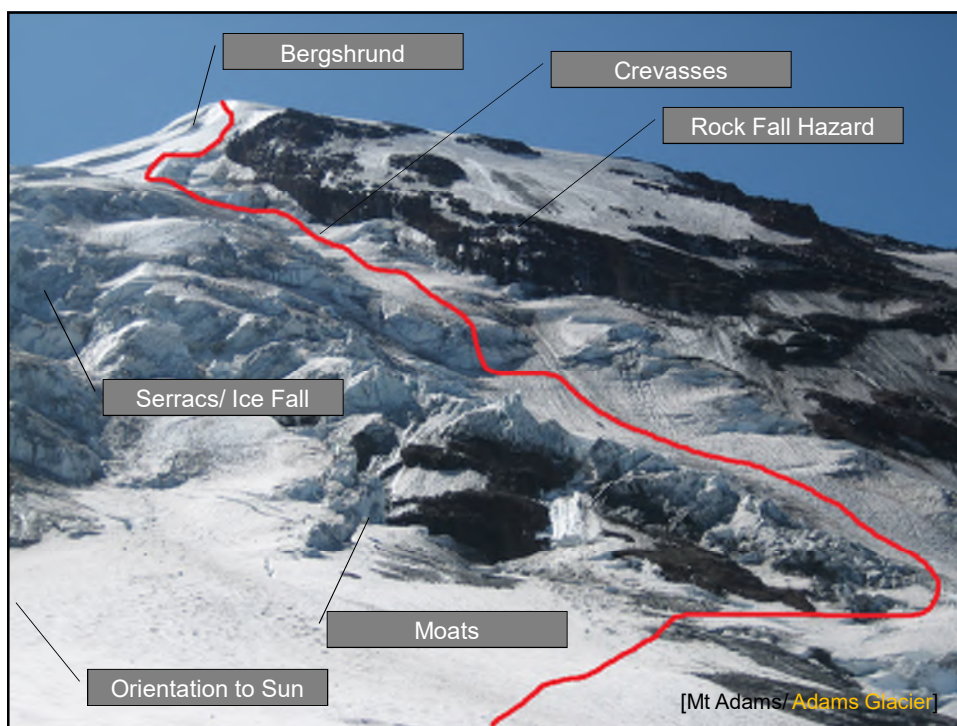 Bergshrund
Crevasses
Rock Fall Hazard
Serracs/ Ice Fall
Moats
Orientation to Sun
[Mt Adams/ Adams Glacier]